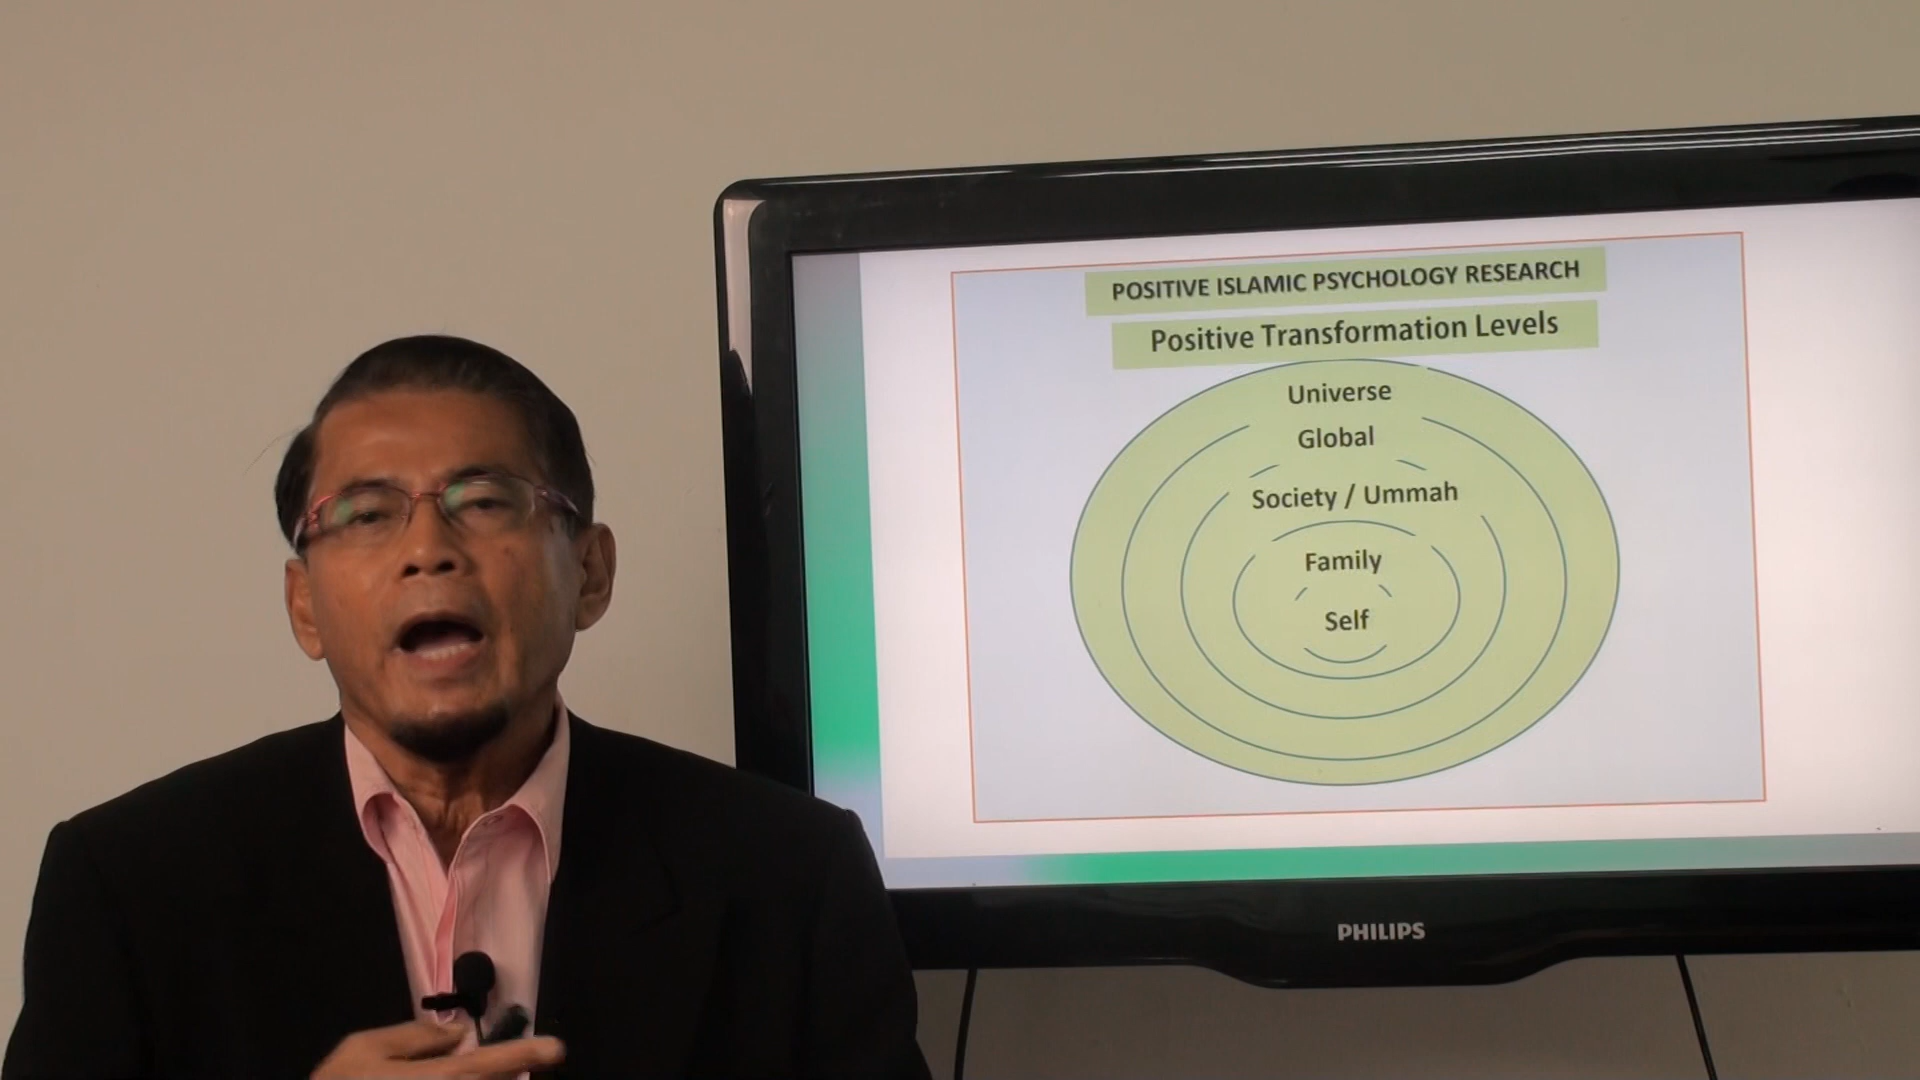 POSITIVE ISLAMIC PSYCHOLOGY RESEARCH
Positive Transformation Levels
Universe
Global
Society / Ummah
Family
Self
PHILIPS